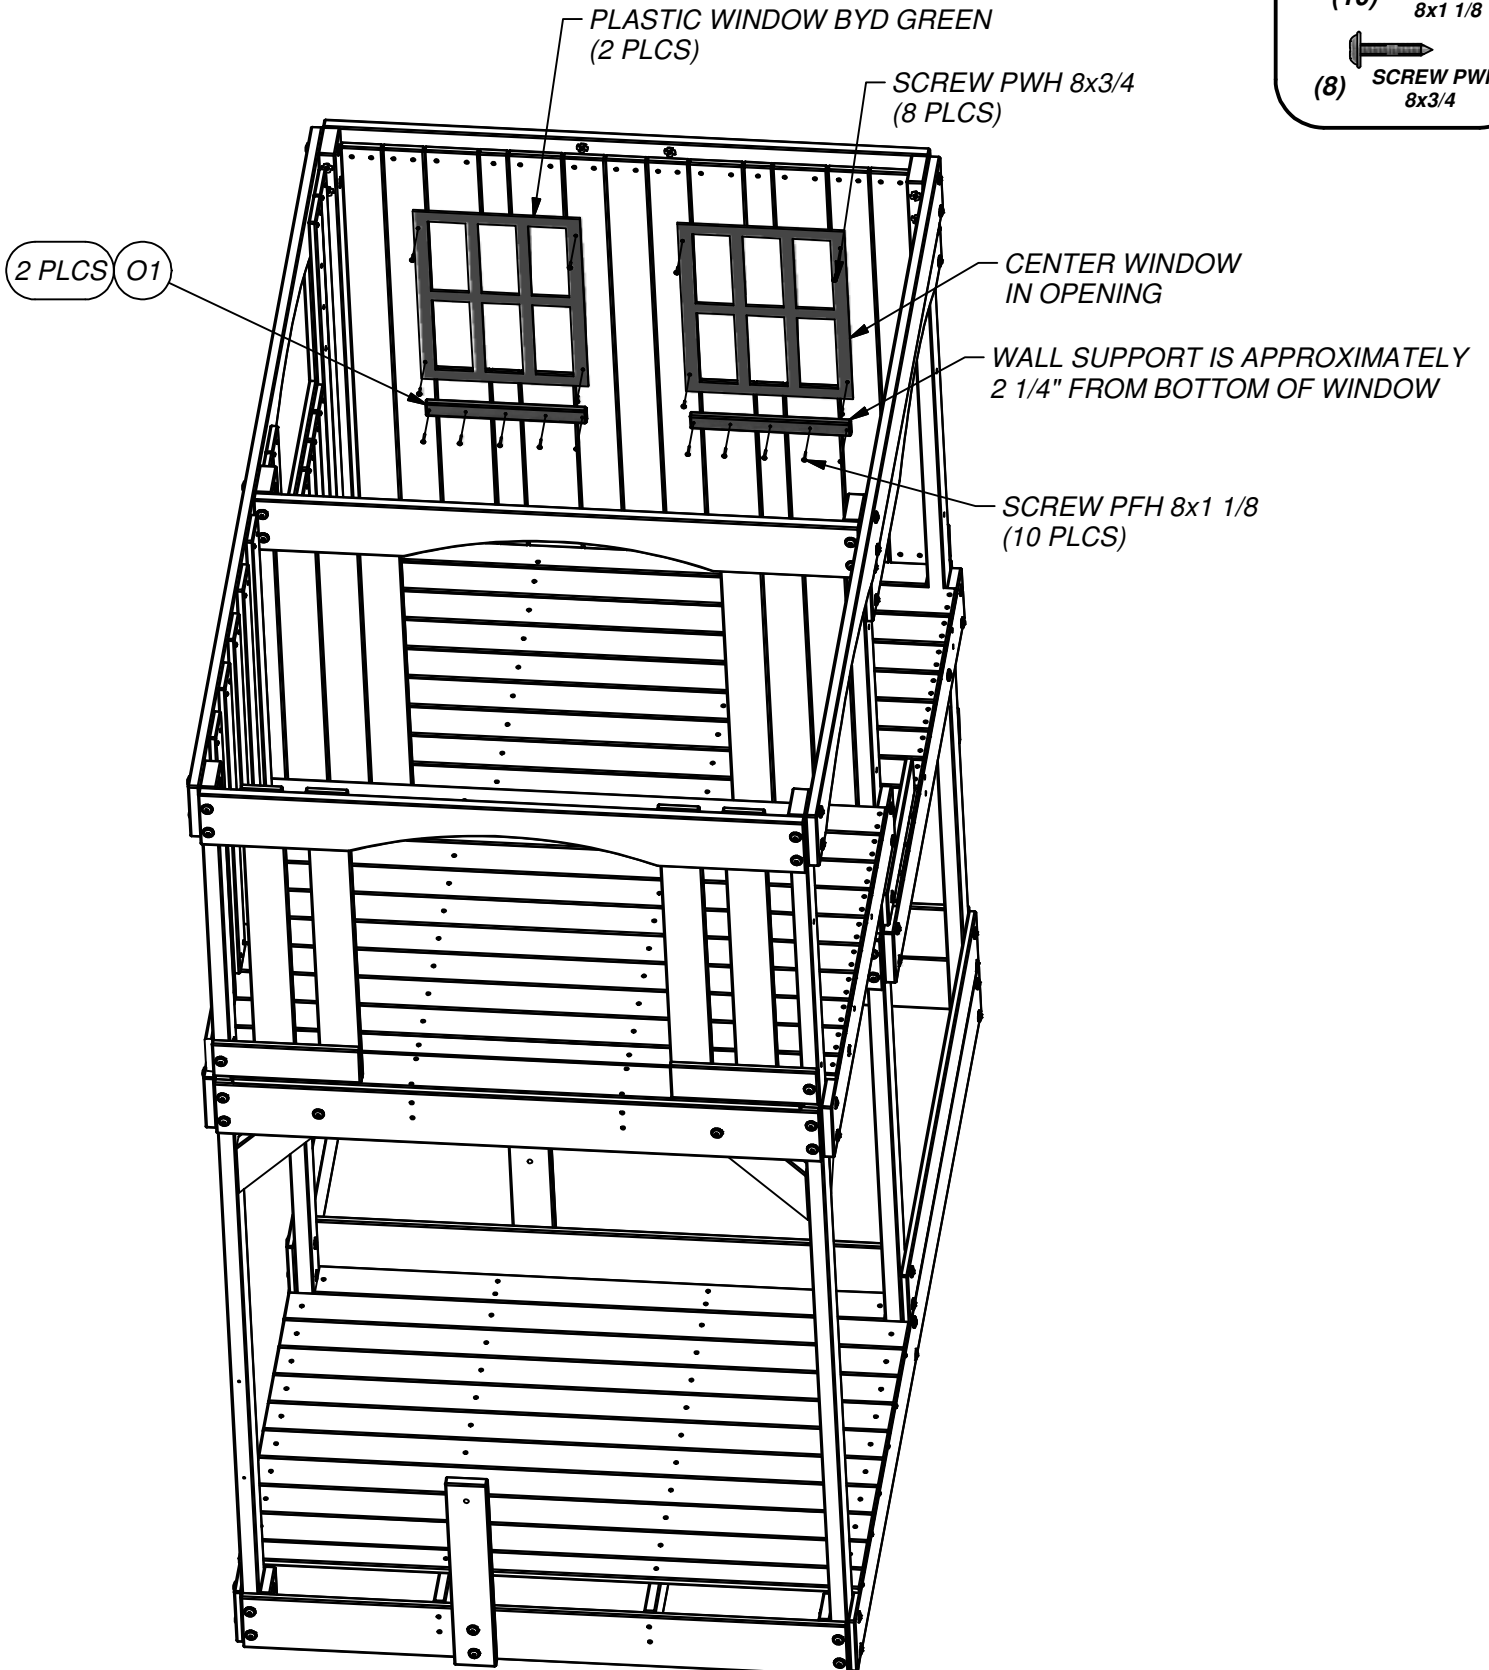 PLASTIC WINDOW BYD GREEN
(2 PLCS)
8x1 1/8
(8)
SCREW
8x3/4
SCREW PWH 8x3/4
(8 PLCS)
2 PLCS O1
CENTER WINDOW
IN OPENING
WALL SUPPORT IS APPROXIMATELY
2 1/4" FROM BOTTOM OF WINDOW
SCREW PFH 8x1 1/8
(10 PLCS)